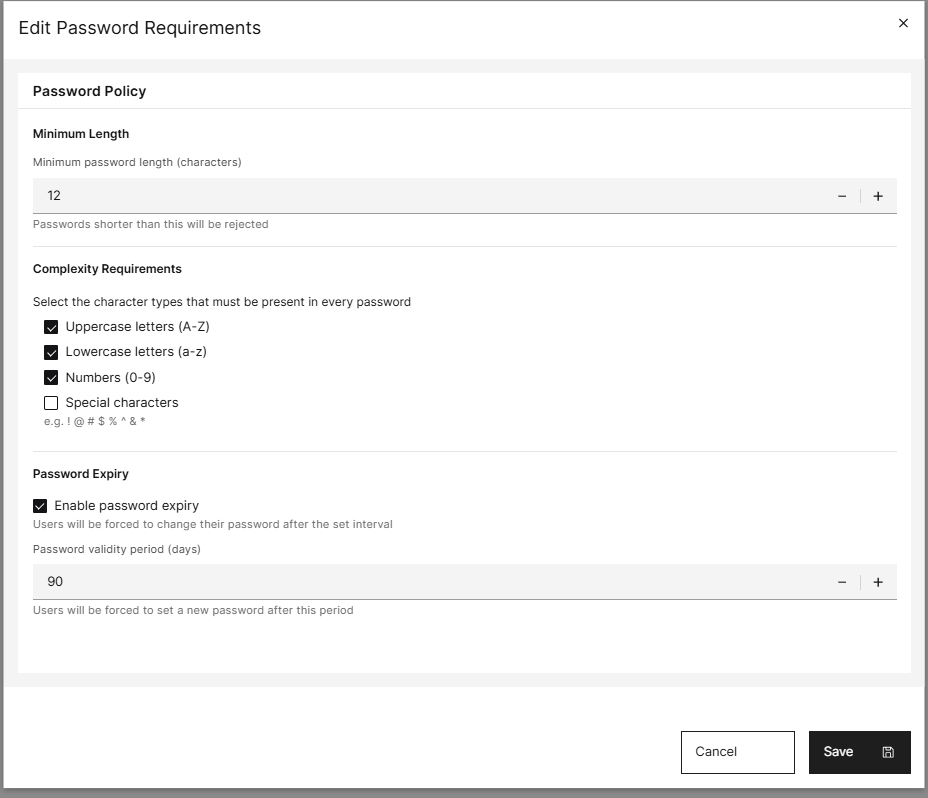 Edit Password Requirements
Password Policy
Minimum Length
Minimum password length (characters)
12
Passwords shorter than this will be rejected
Complexity Requirements
Select the character types that must be present in every password
Uppercase letters (A-Z)
Lowercase letters (a-z)
Numbers (0-9)
Special characters
e.g. ! @ # $ % ^ & *
Password Expiry
Enable password expiry
Users will be forced to change their password after the set interval
Password validity period (days)
90
Users will be forced to set a new password after this period
Cancel Save